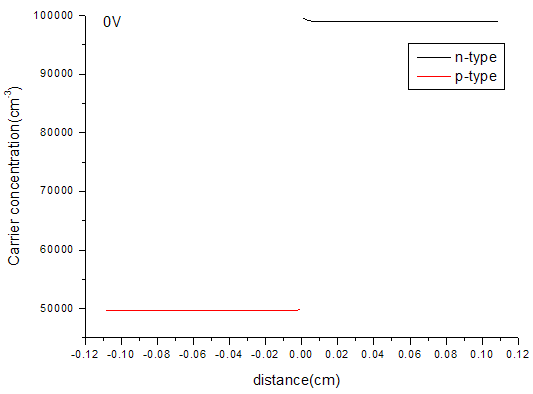 100000
0V
n-type
p-type
90000
80000
70000
60000
50000
Carrier concentration(cm-3)
-0.12 -0.10 -0.08 -0.06 -0.04 -0.02 0.00 0.02 0.04 0.06 0.08 0.10 0.12
distance(cm)